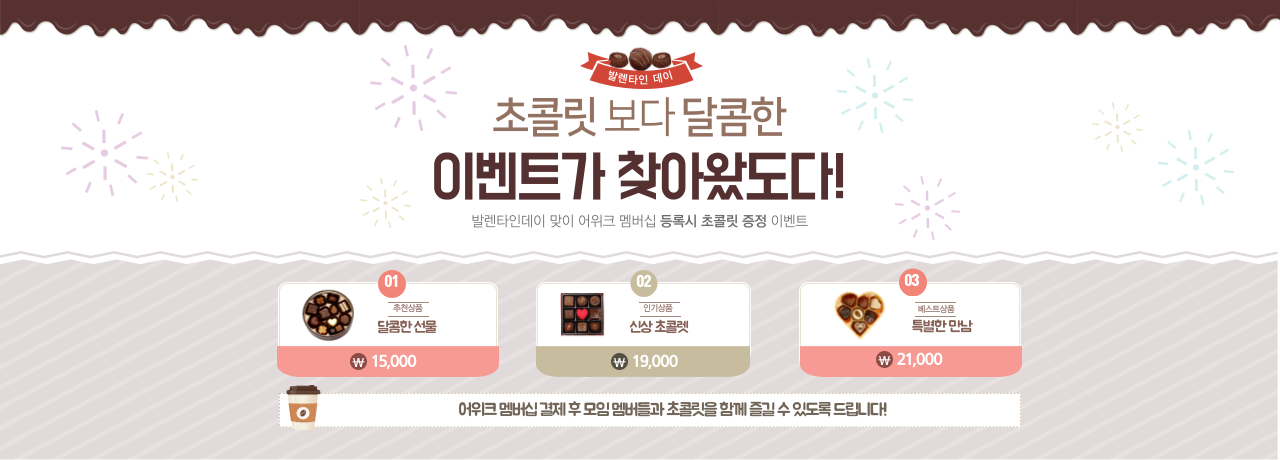 발렌타인 데이
초콜릿 보다 달콤한
이벤트가 찾아왔도다!
발렌타인데이 맞이 어위크 멤버십 등록시 초콜릿 증정 이벤트
01
추천상품
달콤한 선물
₩ 15,000
02
인기상품
신상 초콜렛
₩ 19,000
03
베스트상품
특별한 만남
₩ 21,000
어위크 멤버십 결제 후 모임 멤버들과 초콜릿을 함께 즐길 수 있도록 드립니다!